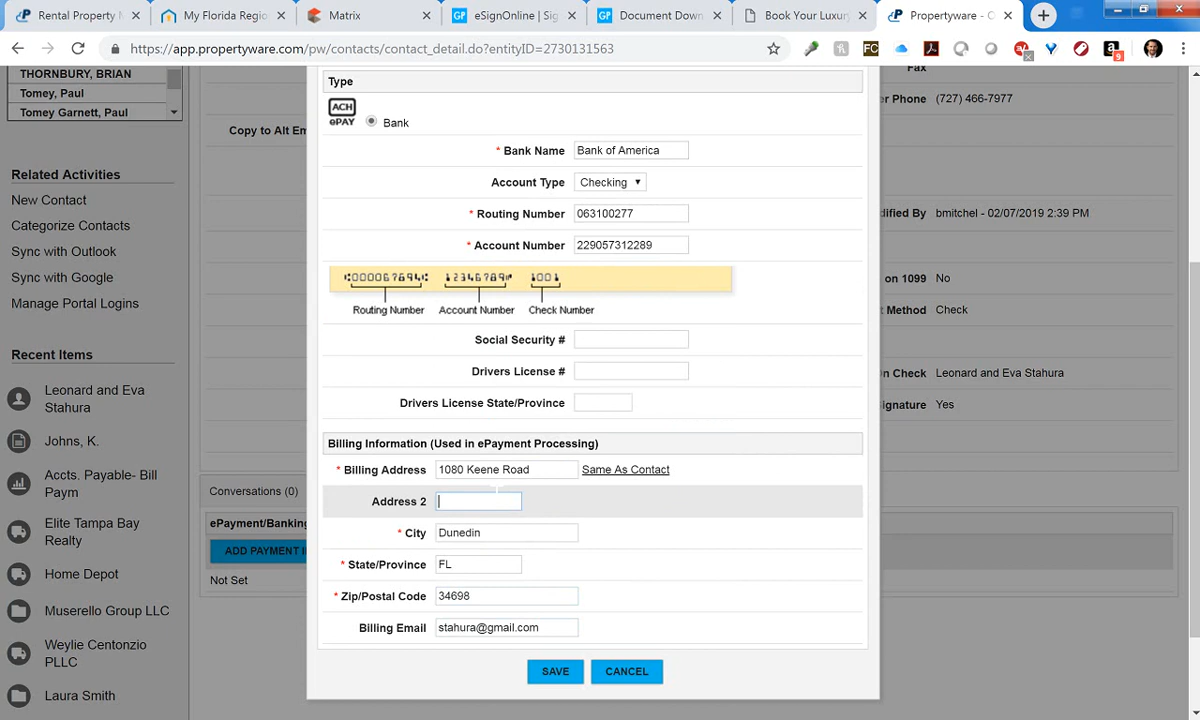 Rental Property M
My Florida Regio
Matrix
eSignOnline | Sig
Document Down
Book Your Luxury
Propertyware - C
https://app.propertyware.com/pw/contacts/contact_detail.do?entityID=2730131563
THORNBURY, BRIAN
Tomey, Paul
Tomey Garnett, Paul
Related Activities
New Contact
Categorize Contacts
Sync with Outlook
Sync with Google
Manage Portal Logins
Recent Items
Leonard and Eva
Stahura
Johns, K.
Accts. Payable- Bill
Paym
Elite Tampa Bay
Realty
Home Depot
Muserello Group LLC
Weylie Centonzio
PLLC
Laura Smith
Copy to Alt Em
Conversations (0)
ePayment/Banking
ADD PAYMENT I
Not Set
Type
ACH
ePAY
Bank
* Bank Name Bank of America
Account Type Checking
* Routing Number 063100277
* Account Number 229057312289
⑆000067894⑆ 12345789⑈ 1001
Routing Number Account Number Check Number
Social Security #
Drivers License #
Drivers License State/Province
Billing Information (Used in ePayment Processing)
* Billing Address 1080 Keene Road Same As Contact
Address 2
* City Dunedin
* State/Province FL
* Zip/Postal Code 34698
Billing Email stahura@gmail.com
SAVE CANCEL
Fax
er Phone (727) 466-7977
dified By bmitchel - 02/07/2019 2:39 PM
on 1099 No
t Method Check
On Check Leonard and Eva Stahura
ignature Yes